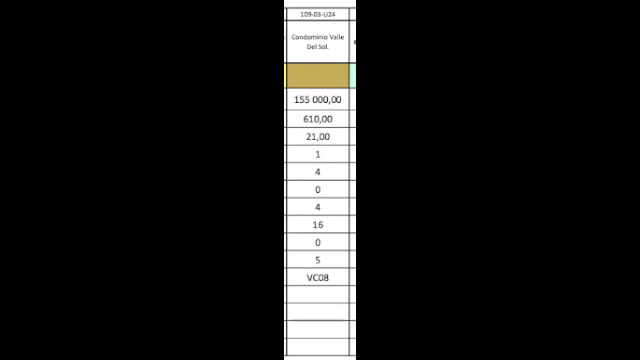 109-03-U24
Condominio Valle
Del Sol.
155 000,00
610,00
21,00
1
4
0
4
16
0
5
VC08